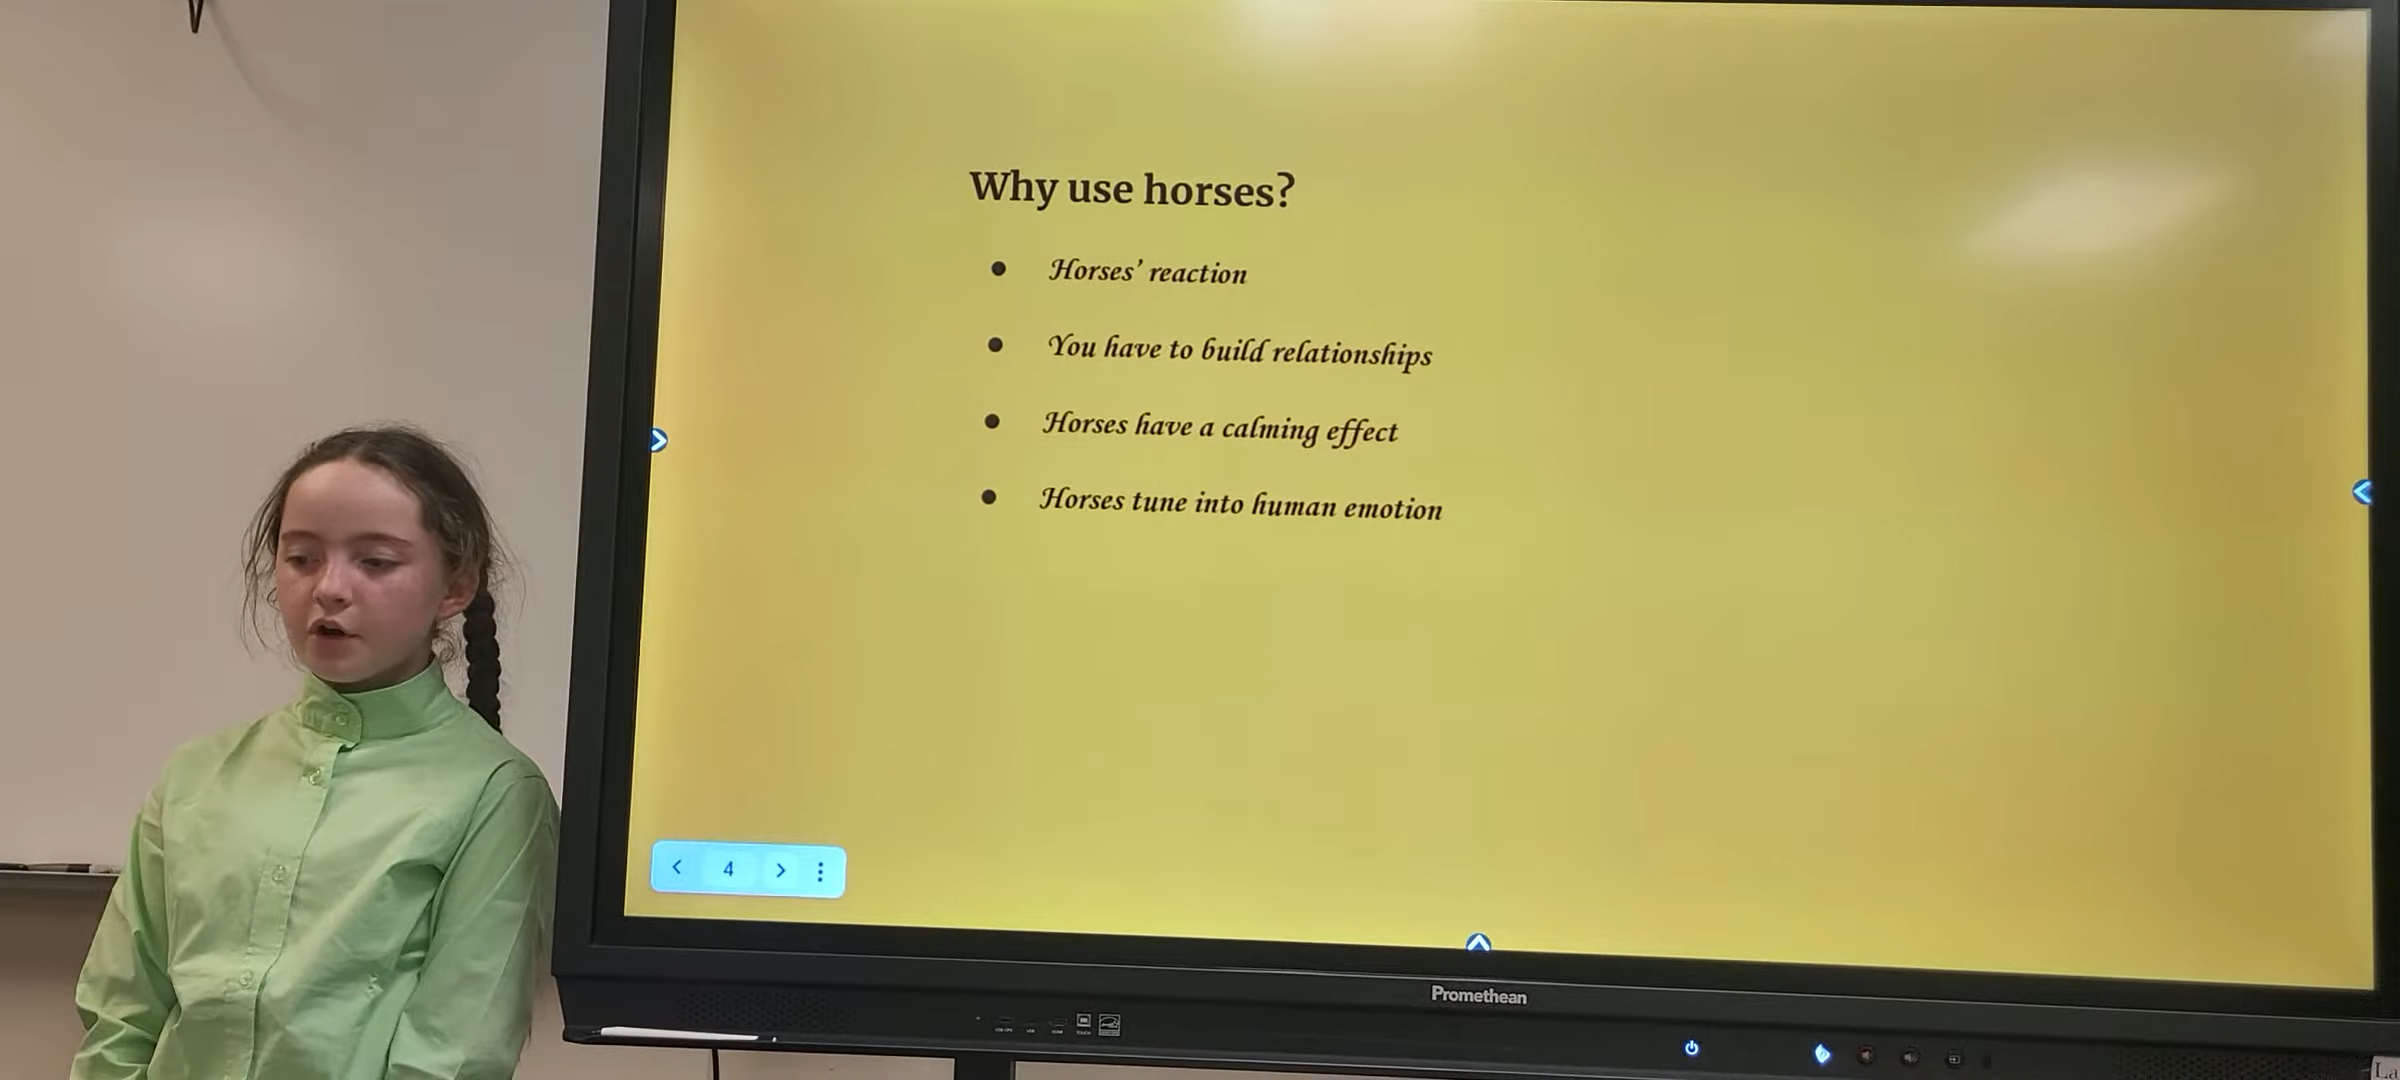 Why use horses?
● Horses' reaction
● You have to build relationships
● Horses have a calming effect
● Horses tune into human emotion
4
Promethean
La